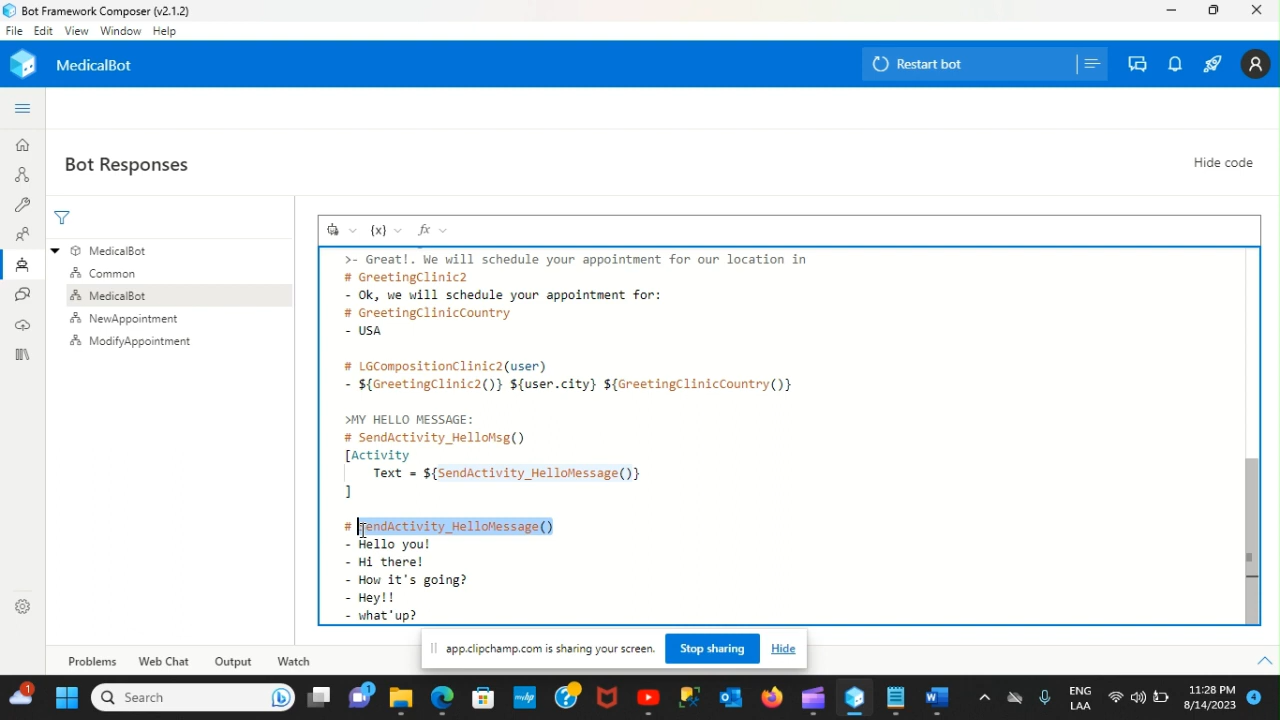 Bot Framework Composer (v2.1.2)
File Edit View Window Help
MedicalBot
Restart bot
Bot Responses
Hide code
{x}
fx
MedicalBot
Common
MedicalBot
NewAppointment
ModifyAppointment
>- Great!. We will schedule your appointment for our location in
# GreetingClinic2
- Ok, we will schedule your appointment for:
# GreetingClinicCountry
- USA
# LGCompositionClinic2(user)
- ${GreetingClinic2()} ${user.city} ${GreetingClinicCountry()}
>MY HELLO MESSAGE:
# SendActivity_HelloMsg()
[Activity
Text = ${SendActivity_HelloMessage()}
]
# SendActivity_HelloMessage()
- Hello you!
- Hi there!
- How it's going?
- Hey!!
- what'up?
app.clipchamp.com is sharing your screen.
Stop sharing
Hide
Problems Web Chat Output Watch
Search
1
1
mhp
ENG
LAA
11:28 PM
8/14/2023
4